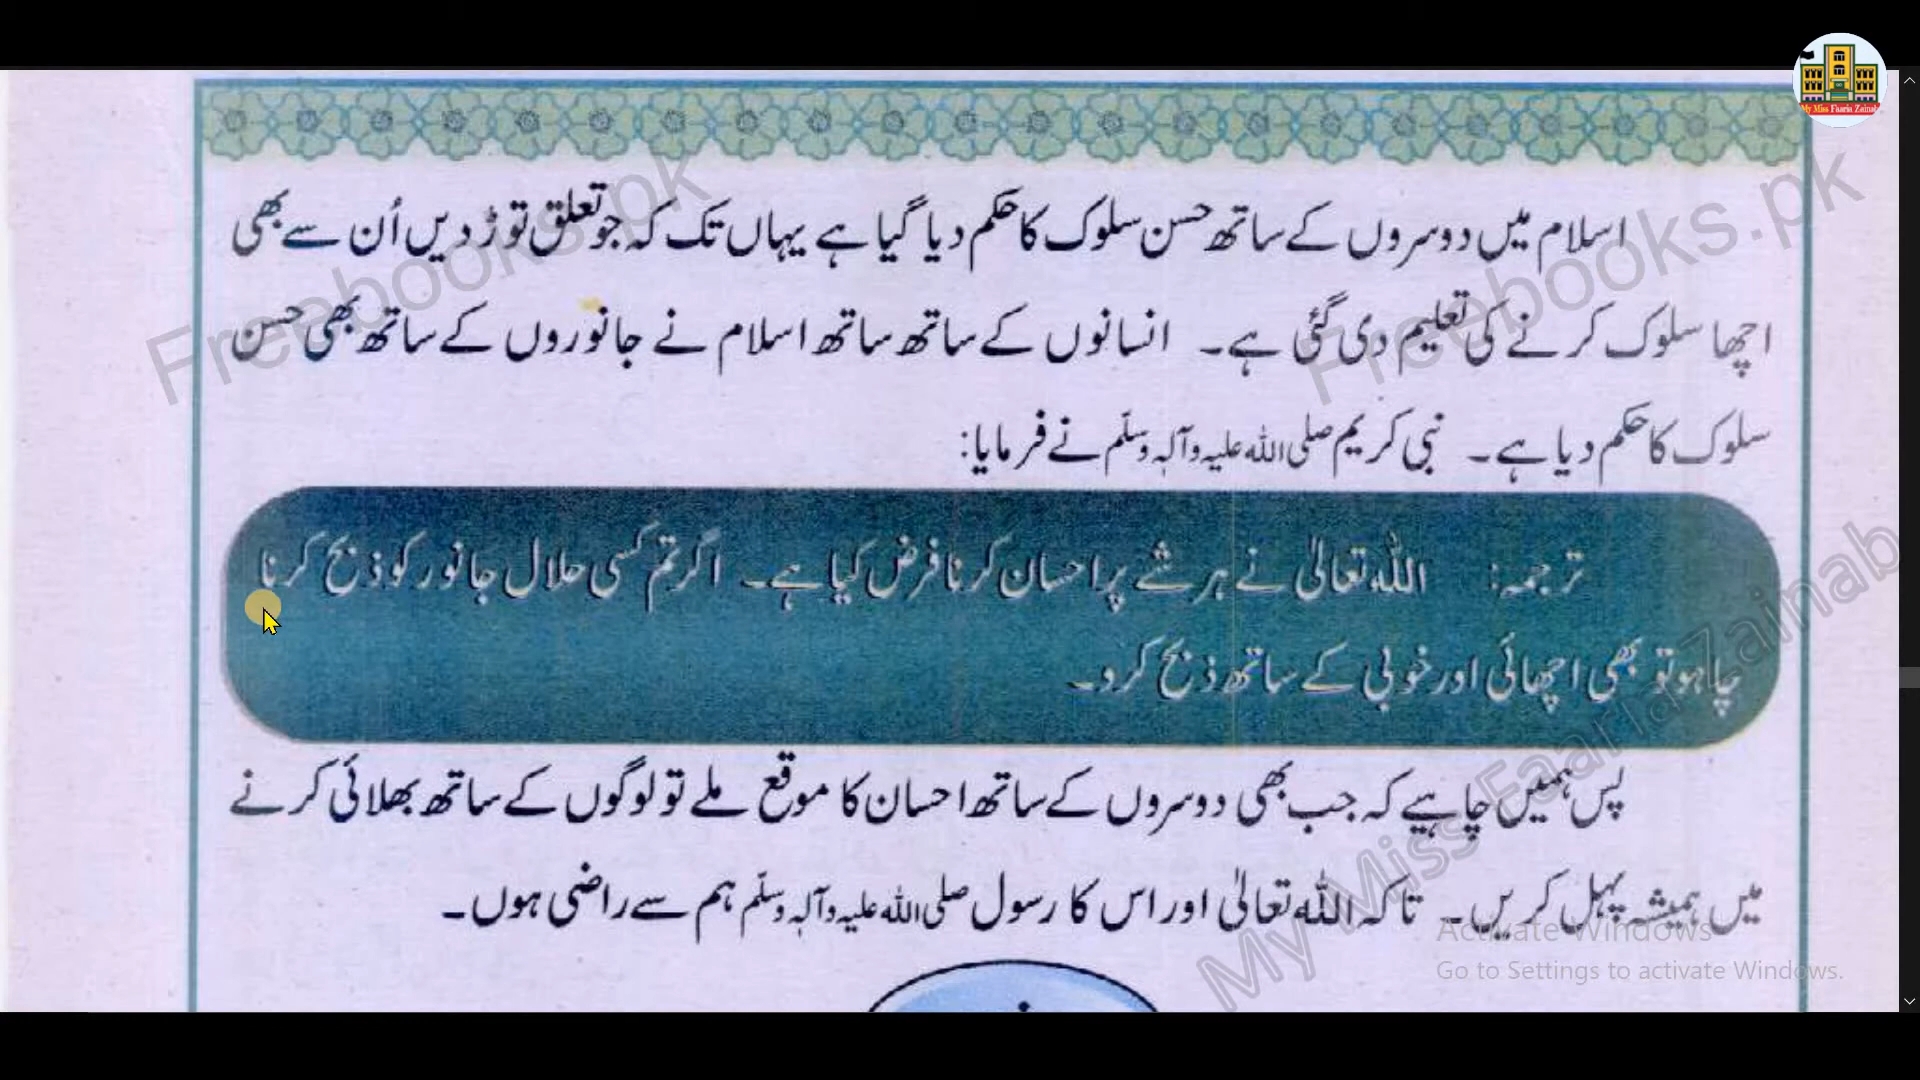 My Miss Faaria Zainab
اسلام میں دوسروں کے ساتھ حسن سلوک کا حکم دیا گیا ہے یہاں تک کہ جو تعلق توڑ دیں اُن سے بھی
اچھا سلوک کرنے کی تعلیم دی گئی ہے۔ انسانوں کے ساتھ ساتھ اسلام نے جانوروں کے ساتھ بھی حسن
سلوک کا حکم دیا ہے۔ نبی کریم صلی اللہ علیہ وآلہٖ وسلّم نے فرمایا:
ترجمہ: اللہ تعالیٰ نے ہر شے پر احسان کرنا فرض کیا ہے۔ اگر تم کسی حلال جانور کو ذبح کرنا
چاہو تو بھی اچھائی اور خوبی کے ساتھ ذبح کرو۔
پس ہمیں چاہیے کہ جب بھی دوسروں کے ساتھ احسان کا موقع ملے تو لوگوں کے ساتھ بھلائی کرنے
میں ہمیشہ پہل کریں۔ تاکہ اللہ تعالیٰ اور اس کا رسول صلی اللہ علیہ وآلہٖ وسلّم ہم سے راضی ہوں۔
Freebooks.pk
Freebooks.pk
My Miss Faaria Zainab
Activate Windows
Go to Settings to activate Windows.